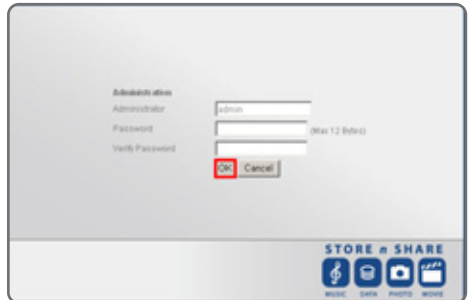 Administration
Administrator admin
Password (Max 12 Bytes)
Verify Password
OK Cancel
STORE n SHARE
MUSIC DATA PHOTO MOVIE